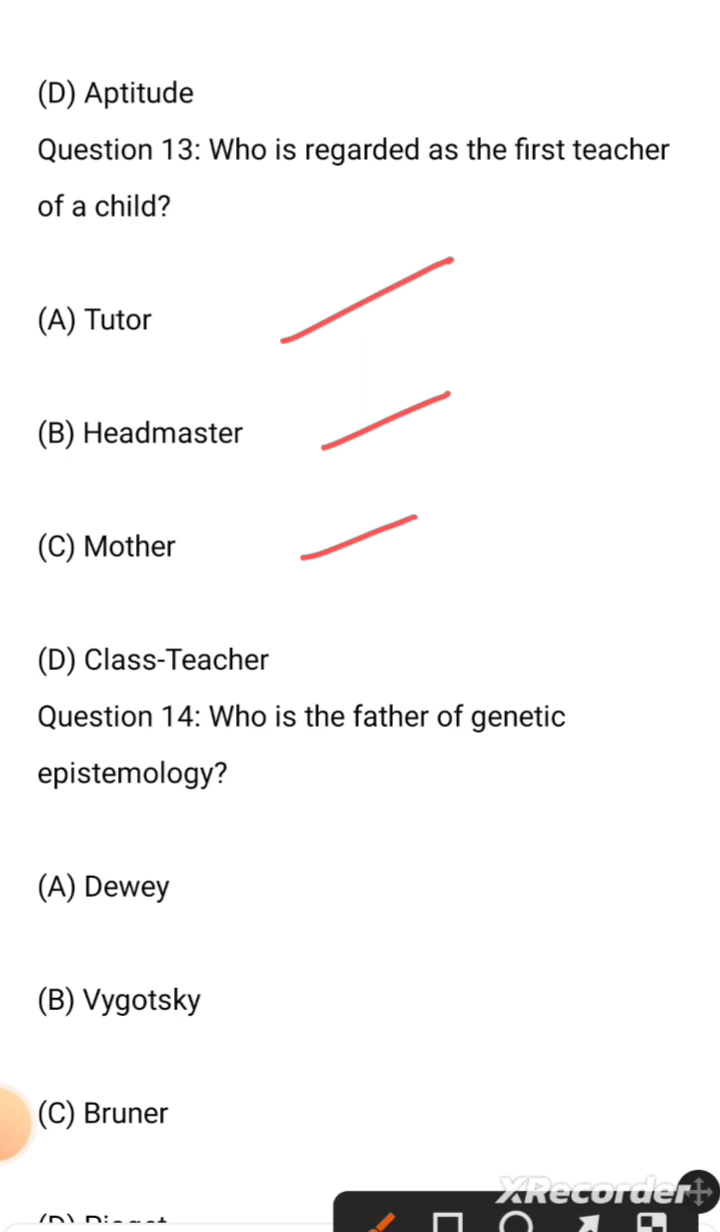 (D) Aptitude
Question 13: Who is regarded as the first teacher
of a child?
(A) Tutor
(B) Headmaster
(C) Mother
(D) Class-Teacher
Question 14: Who is the father of genetic
epistemology?
(A) Dewey
(B) Vygotsky
(C) Bruner
(D) Piaget
XRecorder